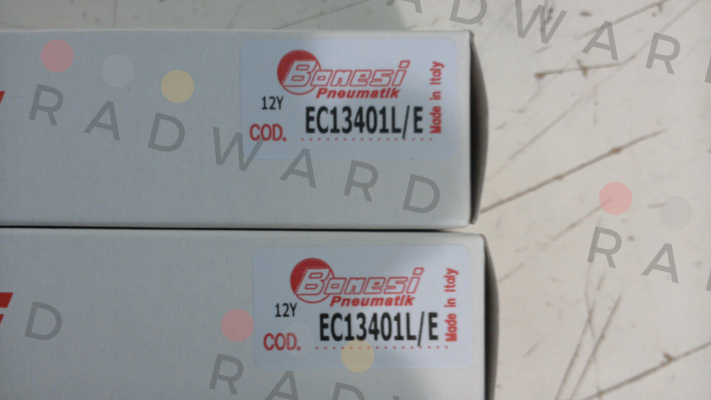 RADWARD
Bonesi
Pneumatik
12Y
COD. EC13401L/E
Made in Italy
RADWARD
RA
Bonesi
Pneumatik
12Y
COD. EC13401L/E
Made in Italy
D
RADWARD